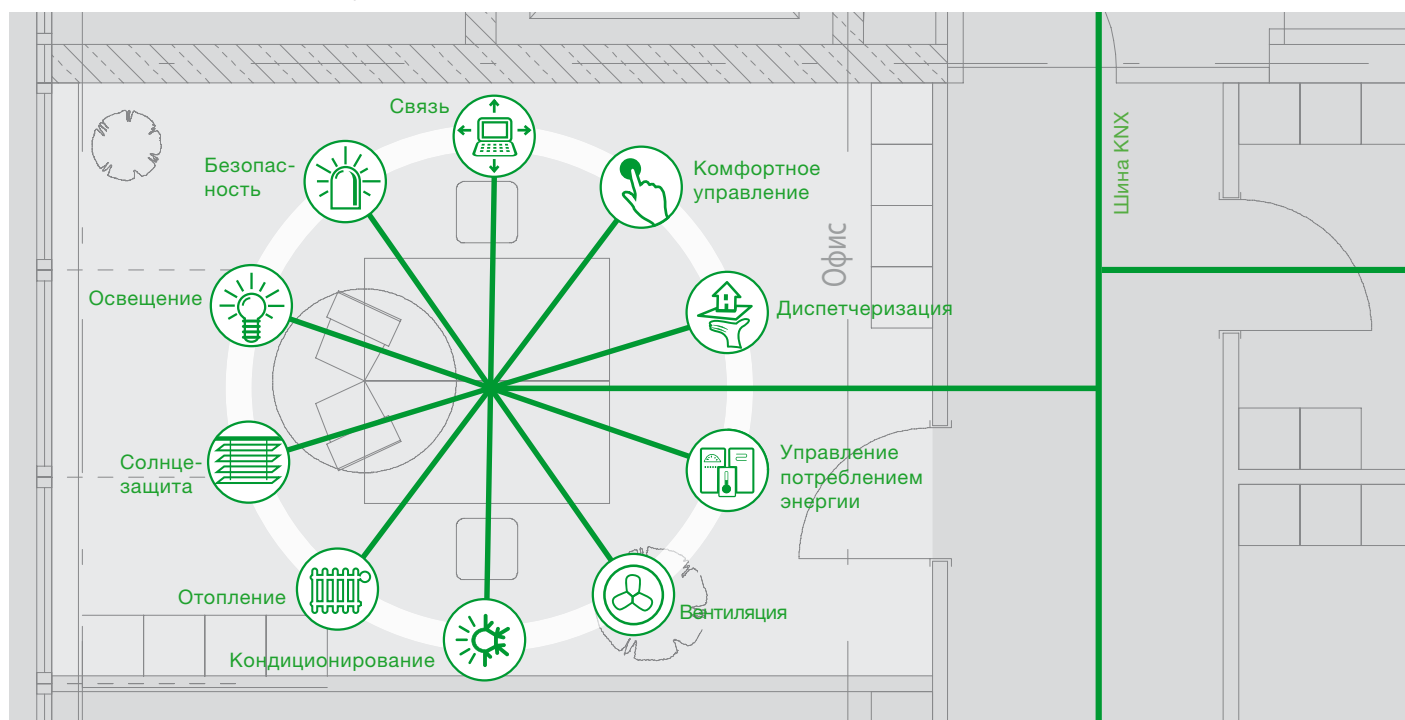 Связь
Безопас-
ность
Комфортное
управление
Шина KNX
Офис
Освещение
Диспетчеризация
Солнце-
защита
Управление
потреблением
энергии
Отопление
Вентиляция
Кондиционирование